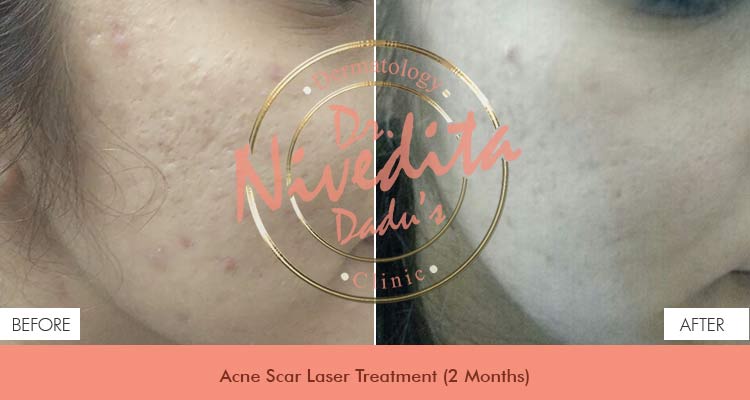 Dermatology
Dr.
Nivedita
Dadu's
Clinic
BEFORE
AFTER
Acne Scar Laser Treatment (2 Months)